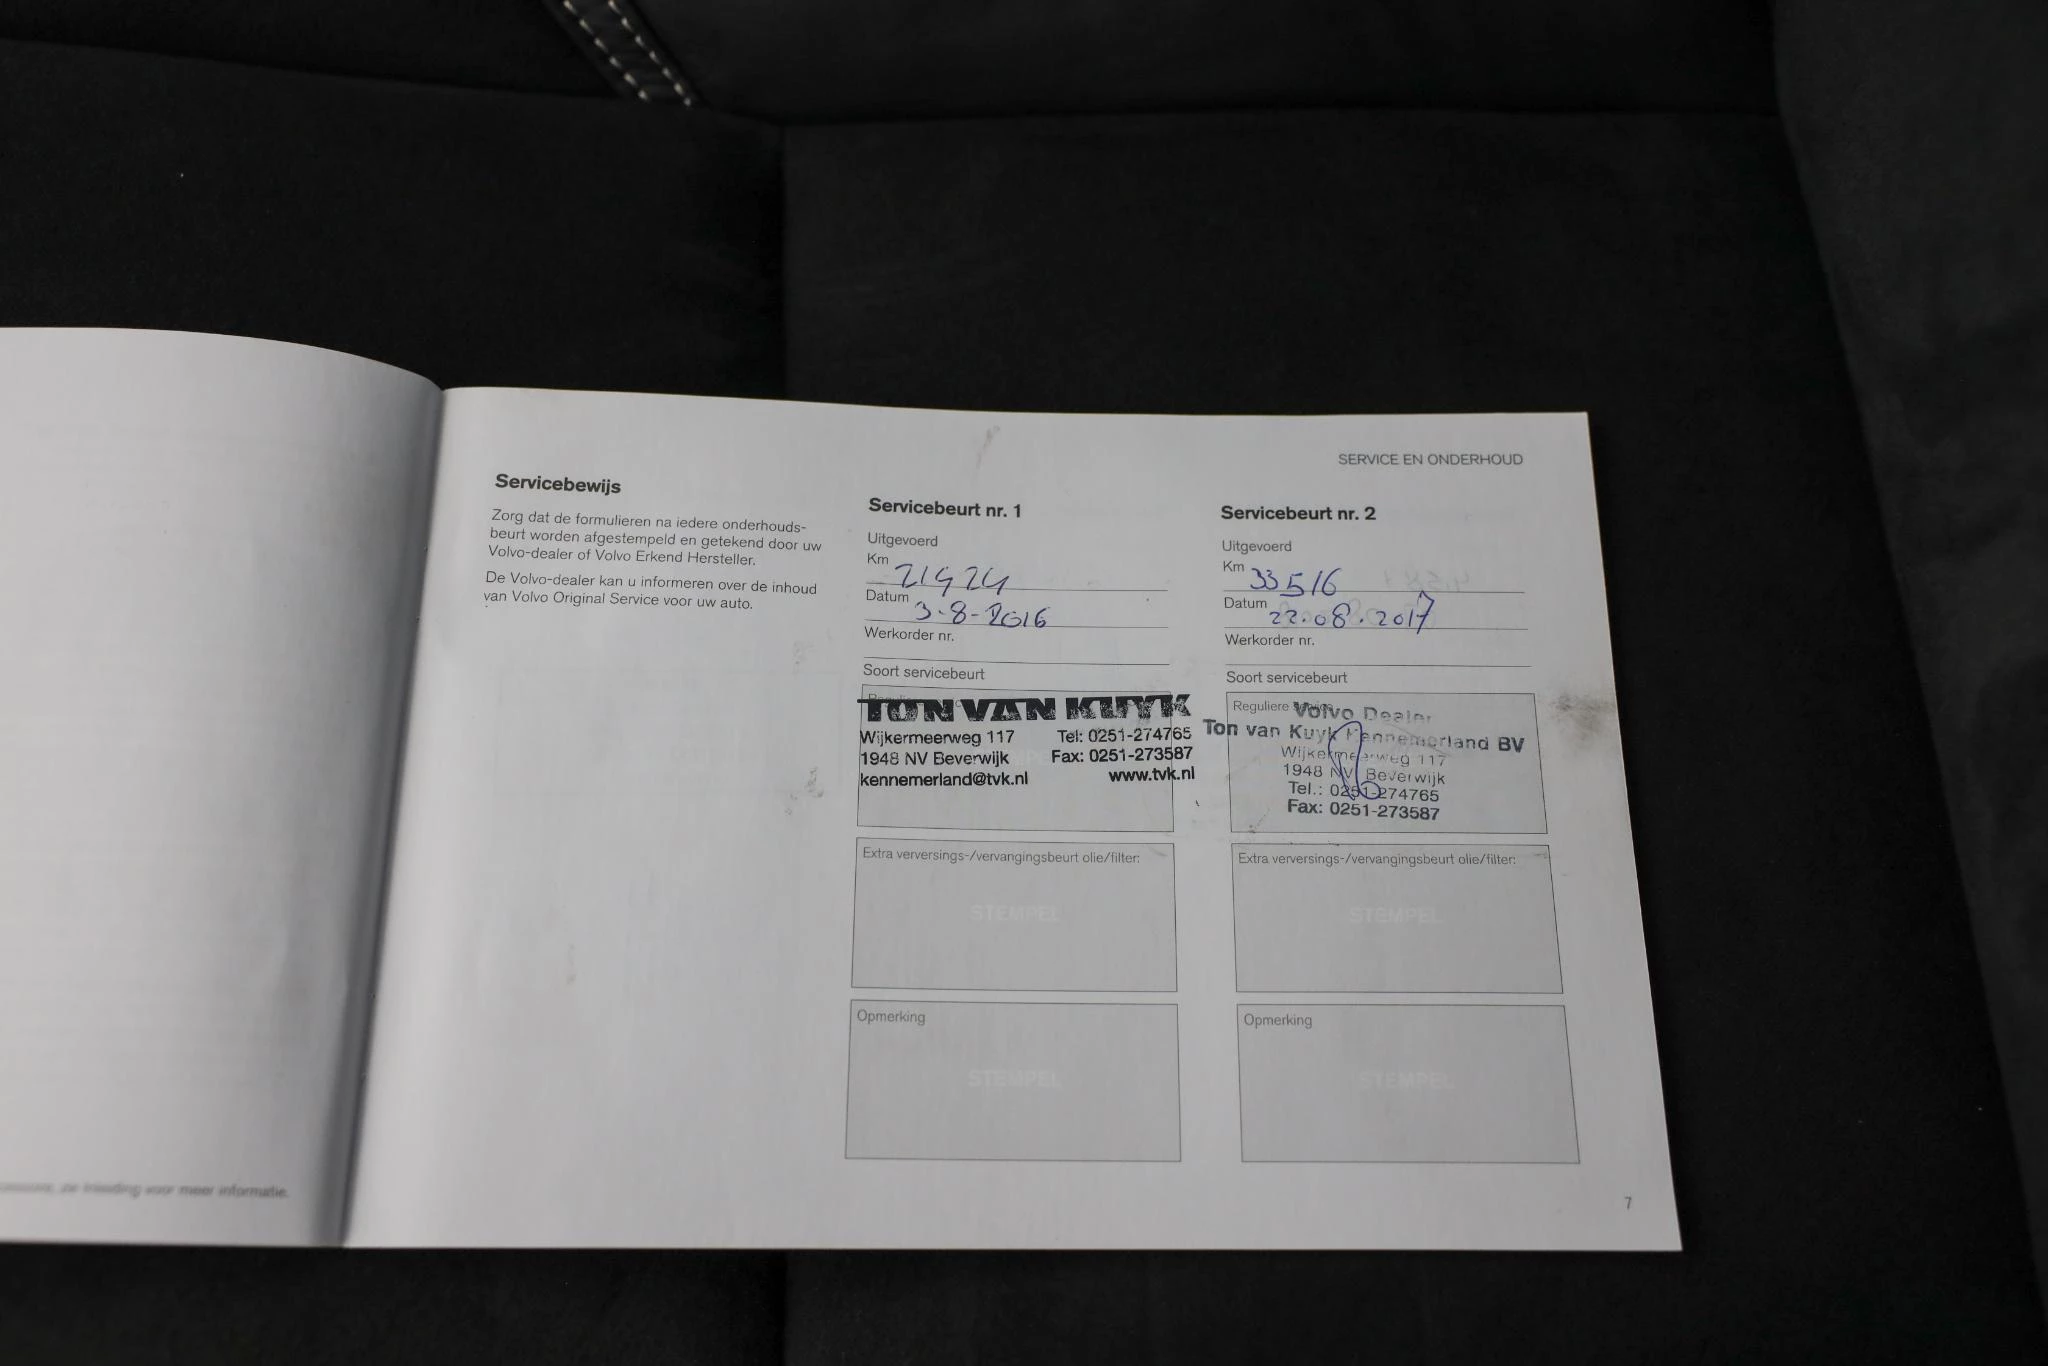 SERVICE EN ONDERHOUD
Servicebewijs
Zorg dat de formulieren na iedere onderhouds-
beurt worden afgestempeld en getekend door uw
Volvo-dealer of Volvo Erkend Hersteller.
De Volvo-dealer kan u informeren over de inhoud
van Volvo Original Service voor uw auto.
Servicebeurt nr. 1
Uitgevoerd
Km 21424
Datum 3-8-2016
Werkorder nr.
Soort servicebeurt
TON VAN KUYK
Wijkermeerweg 117 Tel: 0251-274765
1948 NV Beverwijk Fax: 0251-273587
kennemerland@tvk.nl www.tvk.nl
Extra verversings-/vervangingsbeurt olie/filter:
STEMPEL
Opmerking
STEMPEL
Servicebeurt nr. 2
Uitgevoerd
Km 33516
Datum 22.08.2017
Werkorder nr.
Soort servicebeurt
Reguliere
Volvo Dealer
Ton van Kuyk Kennemerland BV
Wijkermeerweg 117
1948 NV Beverwijk
Tel.: 0251-274765
Fax: 0251-273587
Extra verversings-/vervangingsbeurt olie/filter:
STEMPEL
Opmerking
STEMPEL
voor meer informatie.
7